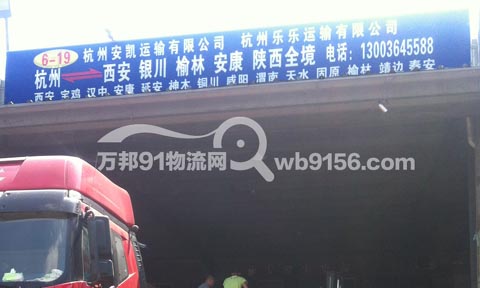 6-19 杭州安凯运输有限公司 杭州乐乐运输有限公司
杭州 西安 银川 榆林 安康 陕西全境 电话：13003645588
西安 宝鸡 汉中 安康 延安 神木 铜川 咸阳 渭南 天水 固原 榆林 靖边 泰安
万邦91物流网 wb9156.com